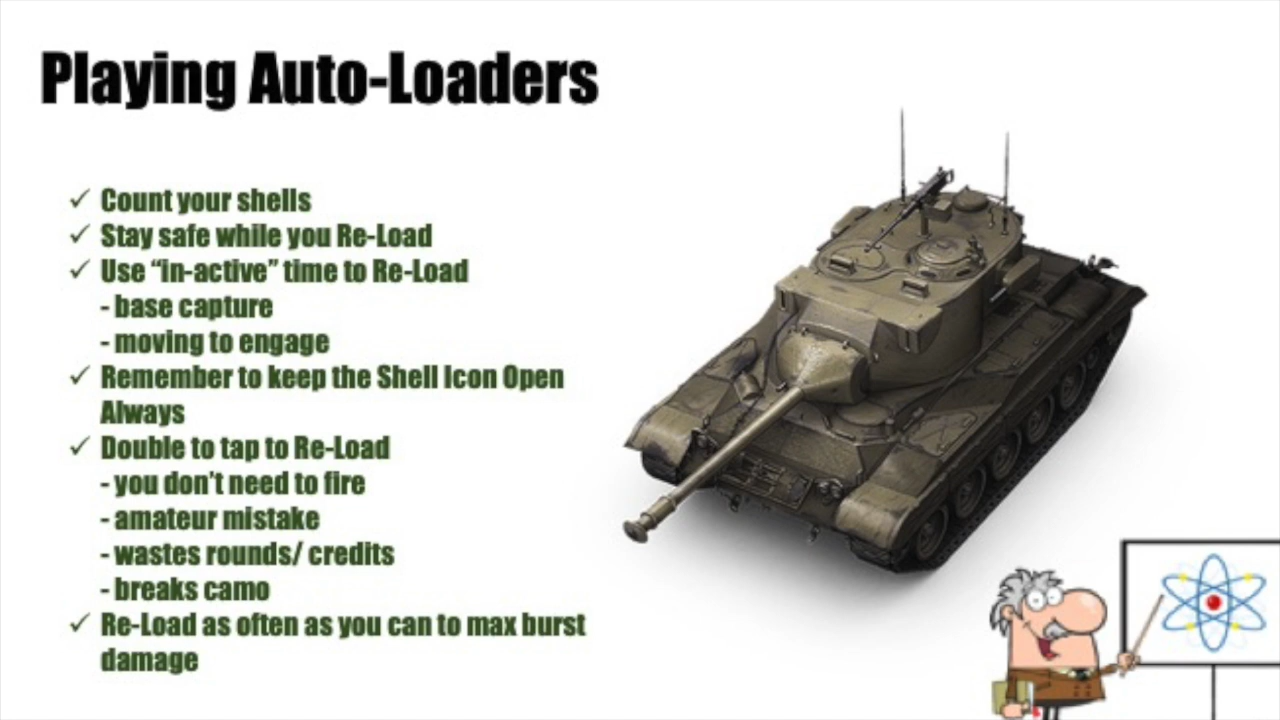 Playing Auto-Loaders
✓ Count your shells
✓ Stay safe while you Re-Load
✓ Use “in-active” time to Re-Load
- base capture
- moving to engage
✓ Remember to keep the Shell Icon Open
Always
✓ Double to tap to Re-Load
- you don’t need to fire
- amateur mistake
- wastes rounds/ credits
- breaks camo
✓ Re-Load as often as you can to max burst
damage